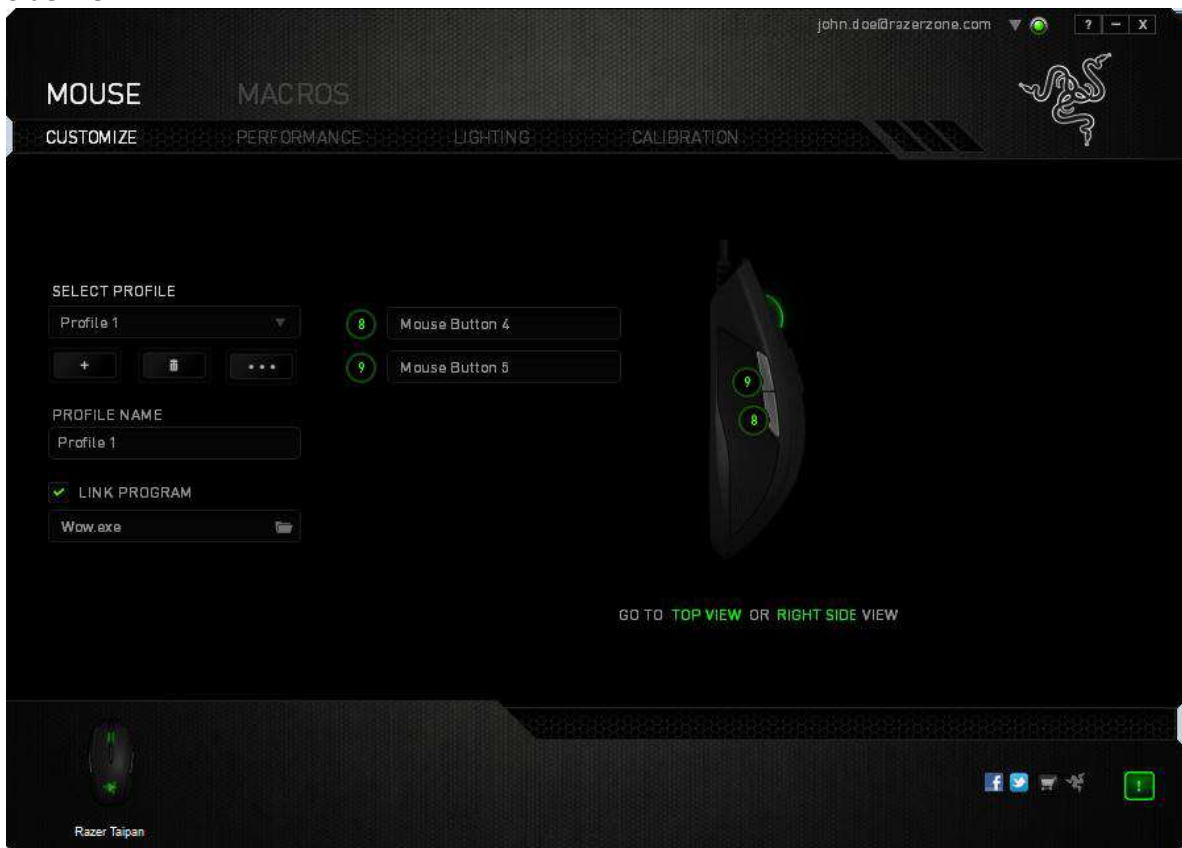 john.doe@razerzone.com ? - X
MOUSE MACROS
CUSTOMIZE PERFORMANCE LIGHTING CALIBRATION
SELECT PROFILE
Profile 1
8 Mouse Button 4
9 Mouse Button 5
+ •••
PROFILE NAME
Profile 1
LINK PROGRAM
Wow.exe
9
8
GO TO TOP VIEW OR RIGHT SIDE VIEW
Razer Taipan
f !